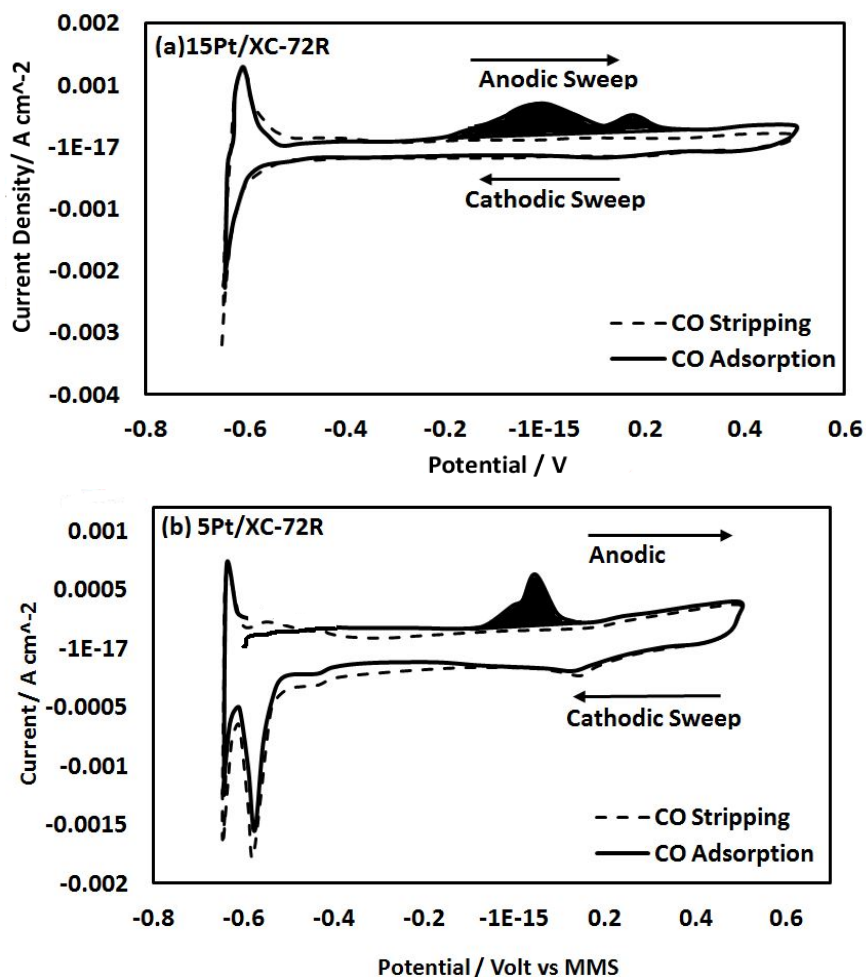 (a)15Pt/XC-72R
Anodic Sweep
Cathodic Sweep
CO Stripping
CO Adsorption
Current Density/ A cm^-2
0.002
0.001
-1E-17
-0.001
-0.002
-0.003
-0.004
-0.8 -0.6 -0.4 -0.2 -1E-15 0.2 0.4 0.6
Potential / V
(b) 5Pt/XC-72R
Anodic
Cathodic Sweep
CO Stripping
CO Adsorption
Current/ A cm^-2
0.001
0.0005
-1E-17
-0.0005
-0.001
-0.0015
-0.002
-0.8 -0.6 -0.4 -0.2 -1E-15 0.2 0.4 0.6
Potential / Volt vs MMS